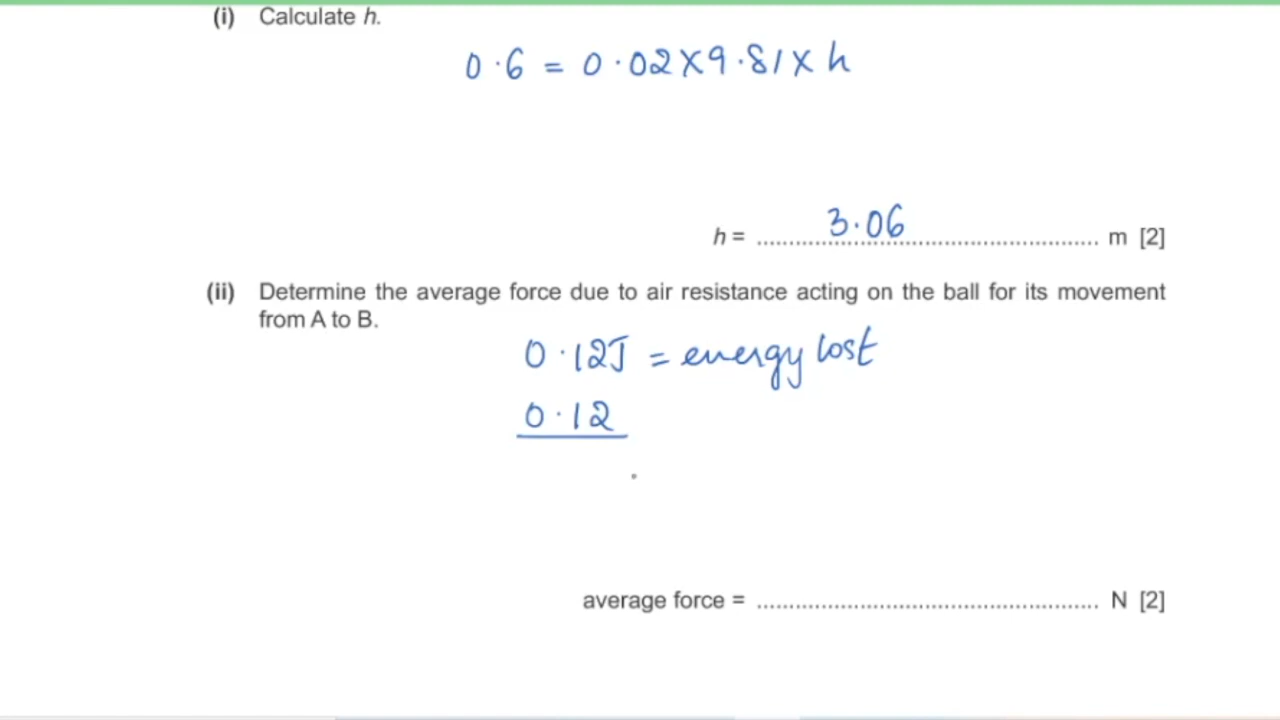 (i) Calculate h.
0.6 = 0.02×9.81× h
h = 3.06 m [2]
(ii) Determine the average force due to air resistance acting on the ball for its movement
from A to B.
0.12J = energy lost
0.12
average force = N [2]